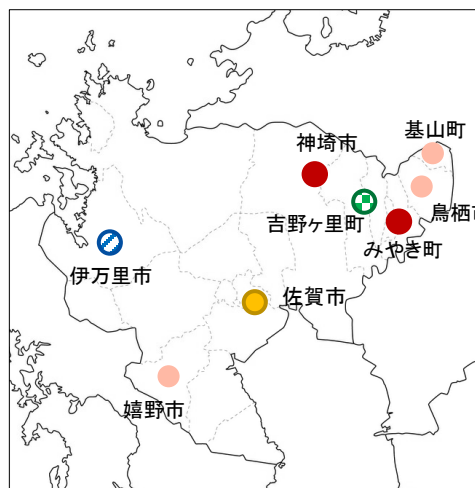 基山町
神埼市
鳥栖市
吉野ヶ里町
みやき町
伊万里市
佐賀市
嬉野市